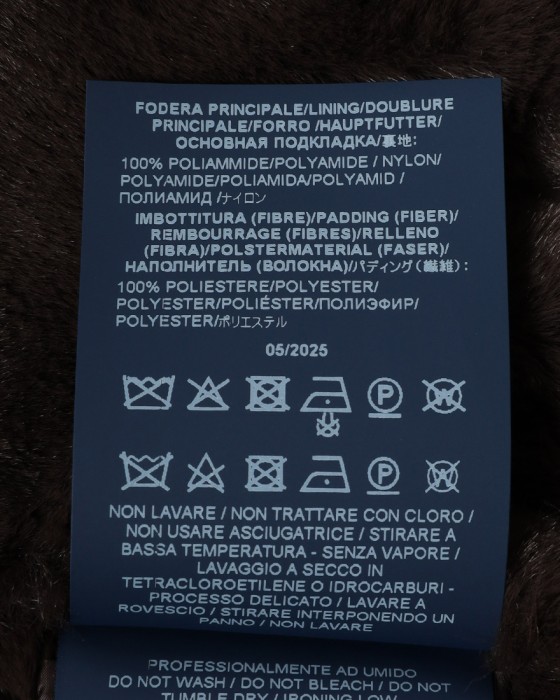 FODERA PRINCIPALE/LINING/DOUBLURE
PRINCIPALE/FORRO /HAUPTFUTTER/
ОСНОВНАЯ ПОДКЛАДКА/裏地:
100% POLIAMMIDE/POLYAMIDE / NYLON/
POLYAMIDE/POLIAMIDA/POLYAMID /
ПОЛИАМИД /ナイロン
IMBOTTITURA (FIBRE)/PADDING (FIBER)/
REMBOURRAGE (FIBRES)/RELLENO
(FIBRA)/POLSTERMATERIAL (FASER)/
НАПОЛНИТЕЛЬ (ВОЛОКНА)/パディング(繊維):
100% POLIESTERE/POLYESTER/
POLYESTER/POLIÉSTER/ПОЛИЭФИР/
POLYESTER/ポリエステル
05/2025
P W
P W
NON LAVARE / NON TRATTARE CON CLORO /
NON USARE ASCIUGATRICE / STIRARE A
BASSA TEMPERATURA - SENZA VAPORE /
LAVAGGIO A SECCO IN
TETRACLOROETILENE O IDROCARBURI -
PROCESSO DELICATO / LAVARE A
ROVESCIO / STIRARE INTERPONENDO UN
PANNO / NON LAVARE
PROFESSIONALMENTE AD UMIDO
DO NOT WASH / DO NOT BLEACH / DO NOT
TUMBLE DRY / IRONING LOW